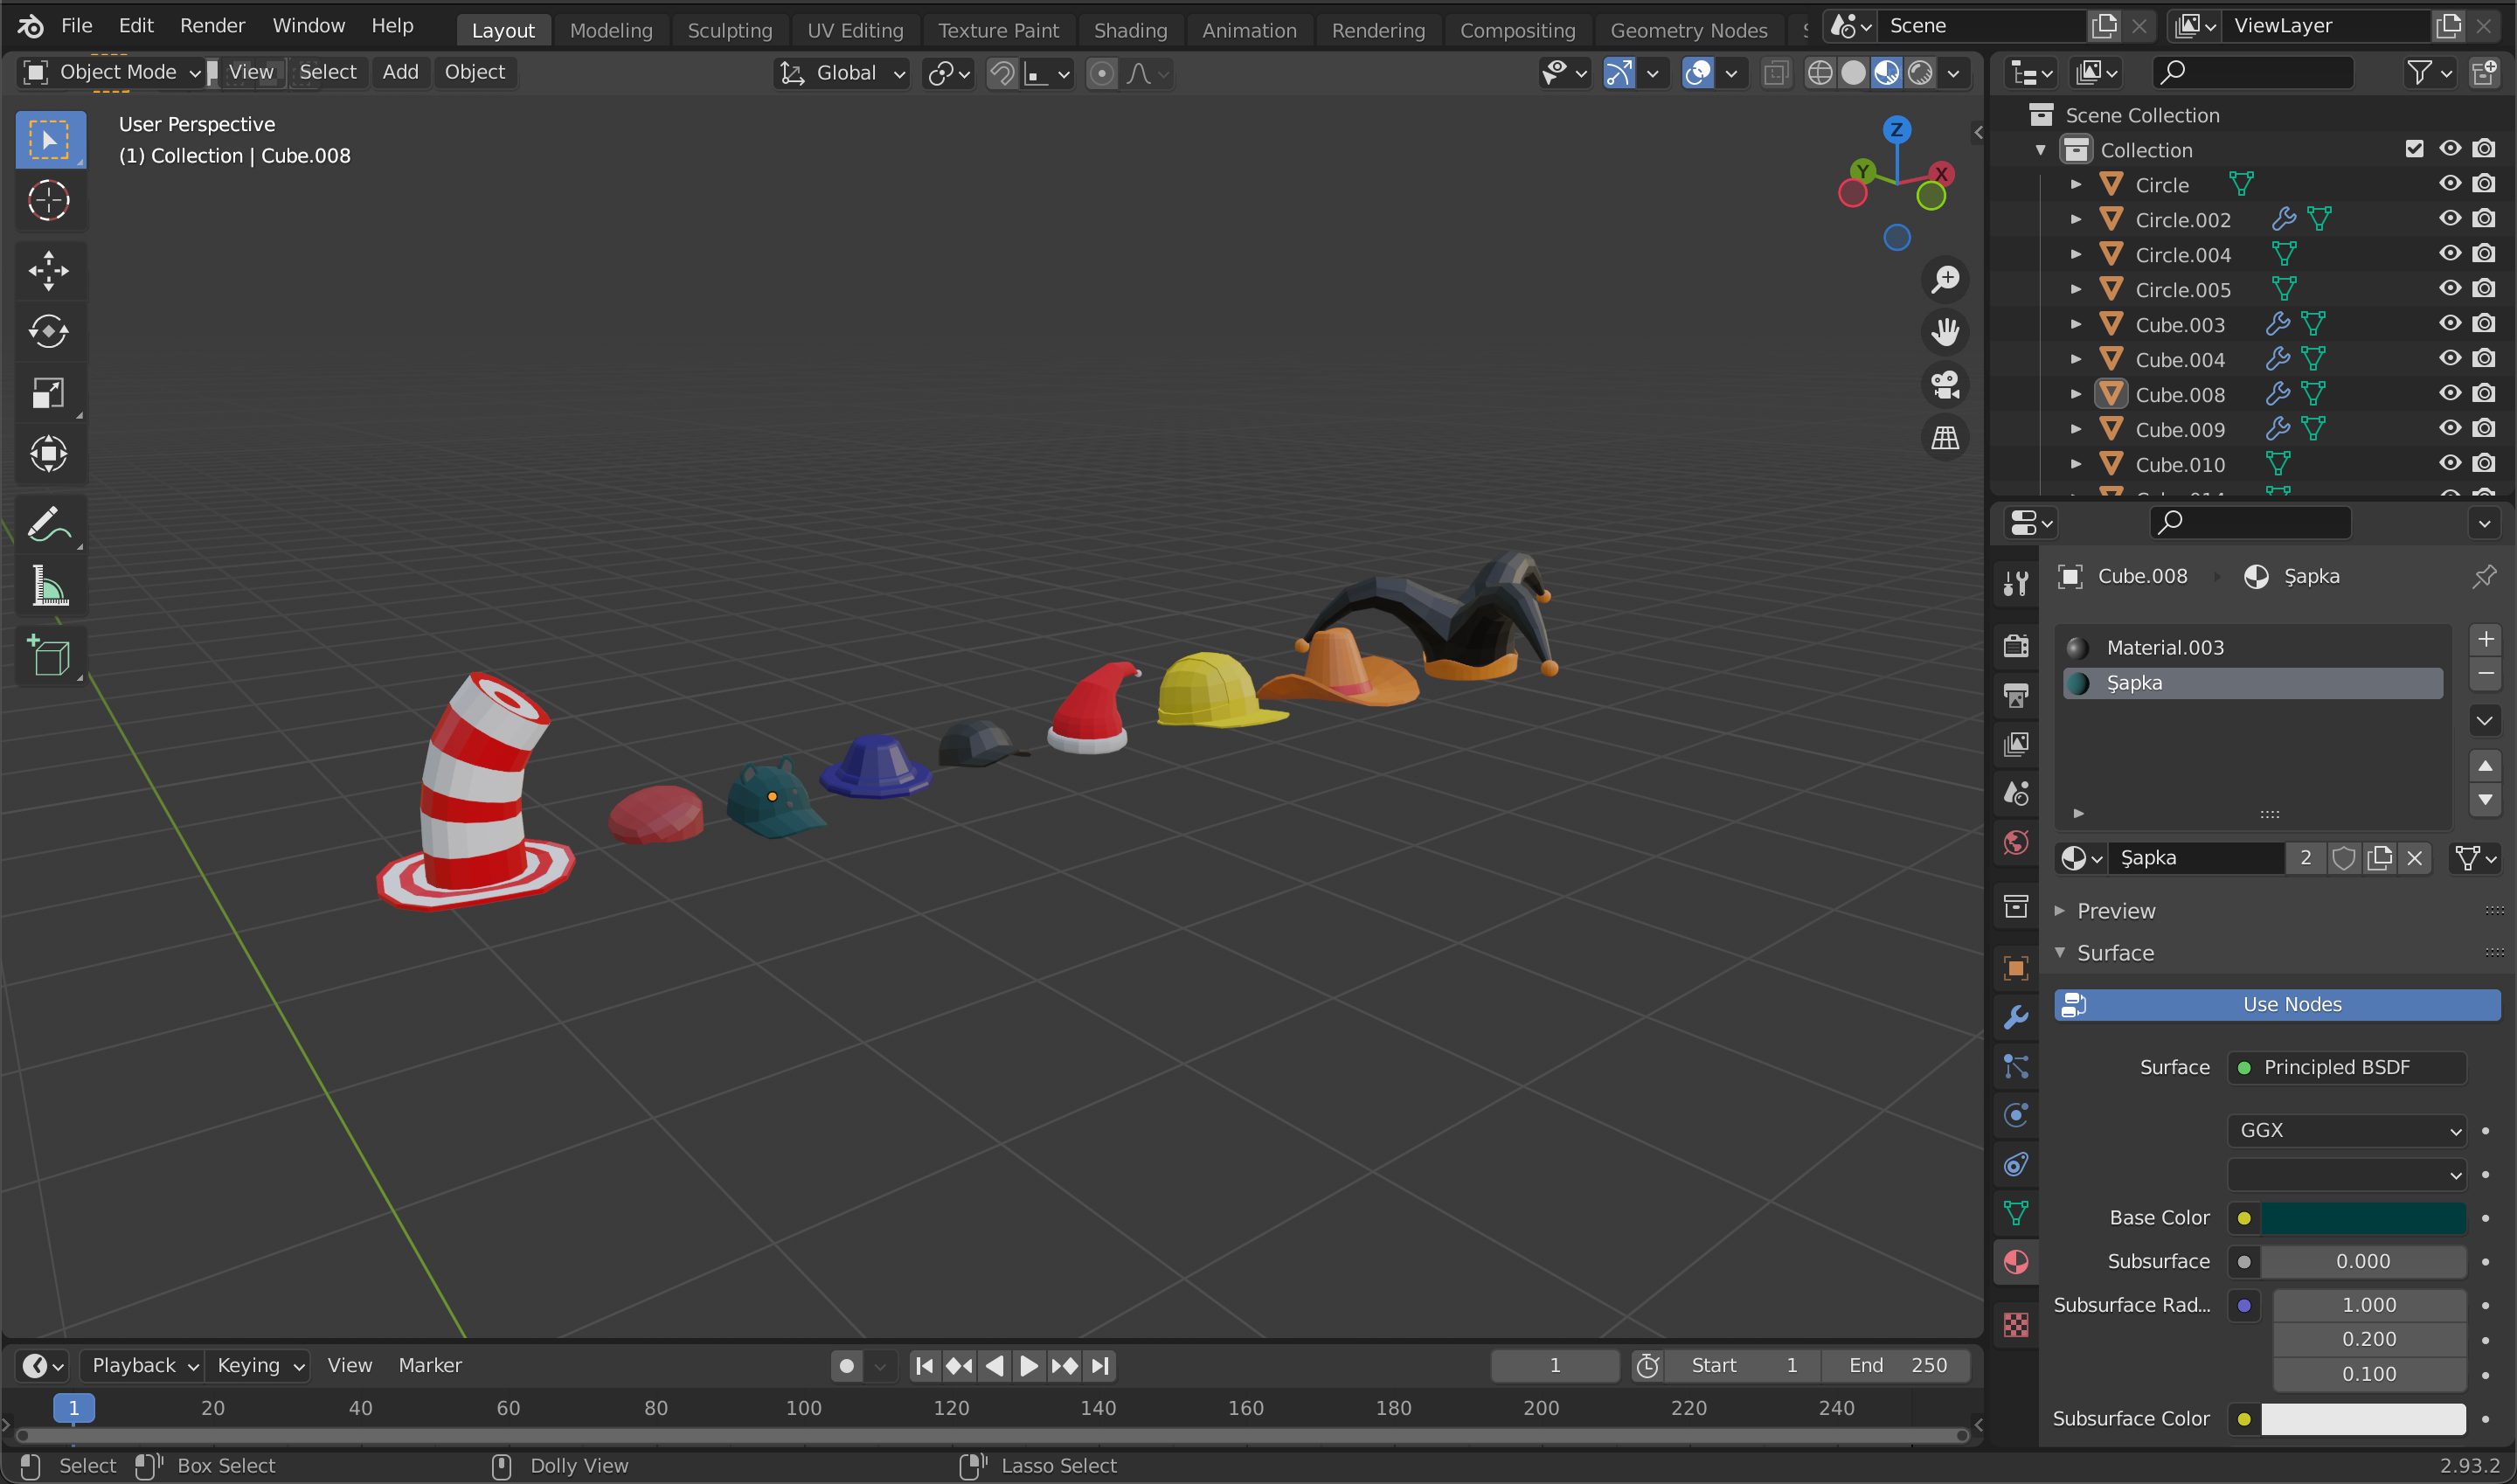 File Edit Render Window Help Layout Modeling Sculpting UV Editing Texture Paint Shading Animation Rendering Compositing Geometry Nodes Scene ViewLayer
Object Mode View Select Add Object Global
User Perspective
(1) Collection | Cube.008
Z
Y
X
Scene Collection
Collection
Circle
Circle.002
Circle.004
Circle.005
Cube.003
Cube.004
Cube.008
Cube.009
Cube.010
Cube.008 Şapka
Material.003
Şapka
Şapka 2
Preview
Surface
Use Nodes
Surface Principled BSDF
GGX
Base Color
Subsurface 0.000
Subsurface Rad... 1.000
0.200
0.100
Subsurface Color
Playback Keying View Marker 1 Start 1 End 250
1 20 40 60 80 100 120 140 160 180 200 220 240
Select Box Select Dolly View Lasso Select 2.93.2